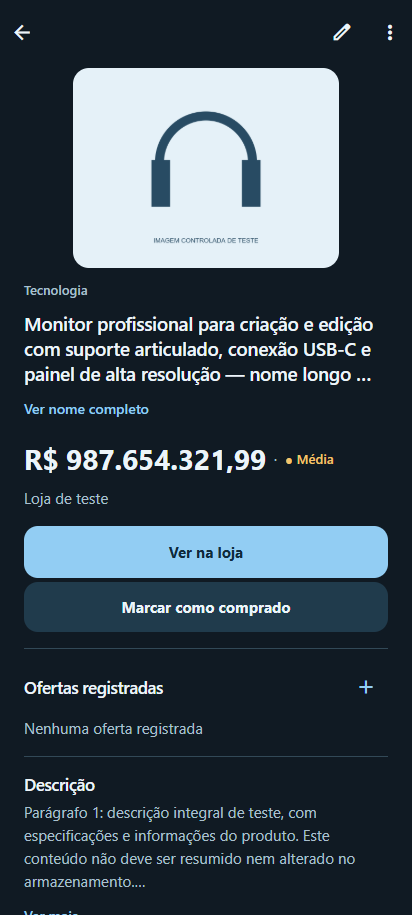 IMAGEM CONTROLADA DE TESTE
Tecnologia
Monitor profissional para criação e edição
com suporte articulado, conexão USB-C e
painel de alta resolução — nome longo ...
Ver nome completo
R$ 987.654.321,99 · ● Média
Loja de teste
Ver na loja
Marcar como comprado
Ofertas registradas
Nenhuma oferta registrada
Descrição
Parágrafo 1: descrição integral de teste, com
especificações e informações do produto. Este
conteúdo não deve ser resumido nem alterado no
armazenamento....
Ver mais